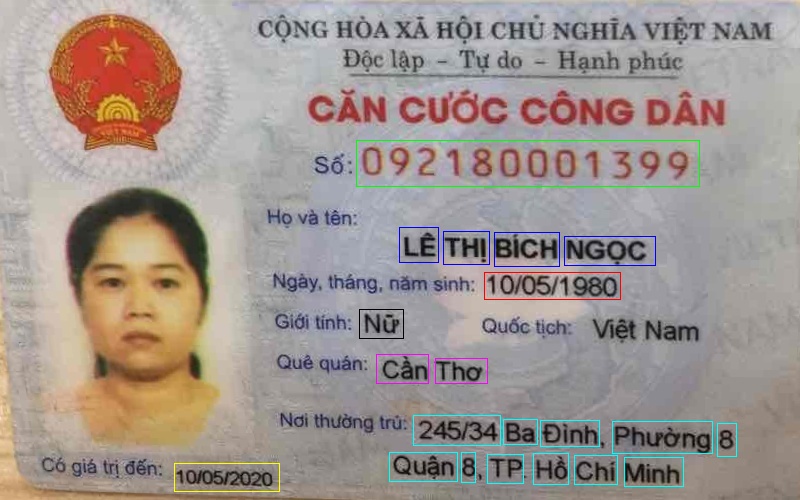 CỘNG HÒA XÃ HỘI CHỦ NGHĨA VIỆT NAM
Độc lập – Tự do – Hạnh phúc
CĂN CƯỚC CÔNG DÂN
Số: 092180001399
Họ và tên:
LÊ THỊ BÍCH NGỌC
Ngày, tháng, năm sinh: 10/05/1980
Giới tính: Nữ Quốc tịch: Việt Nam
Quê quán: Cần Thơ
Nơi thường trú: 245/34 Ba Đình, Phường 8
Quận 8, TP. Hồ Chí Minh
Có giá trị đến: 10/05/2020
VIỆT NAM